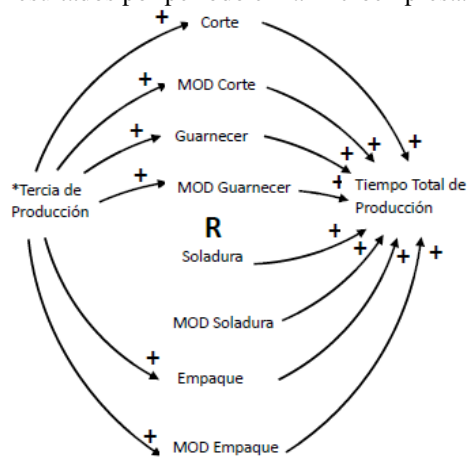 +
Corte
+
MOD Corte
+
Guarnecer
+
+
+
+
MOD Guarnecer
+
*Tercia de
Producción
Tiempo Total de
Producción
R
Soladura
+
+
+
+
MOD Soladura
+
Empaque
+
MOD Empaque